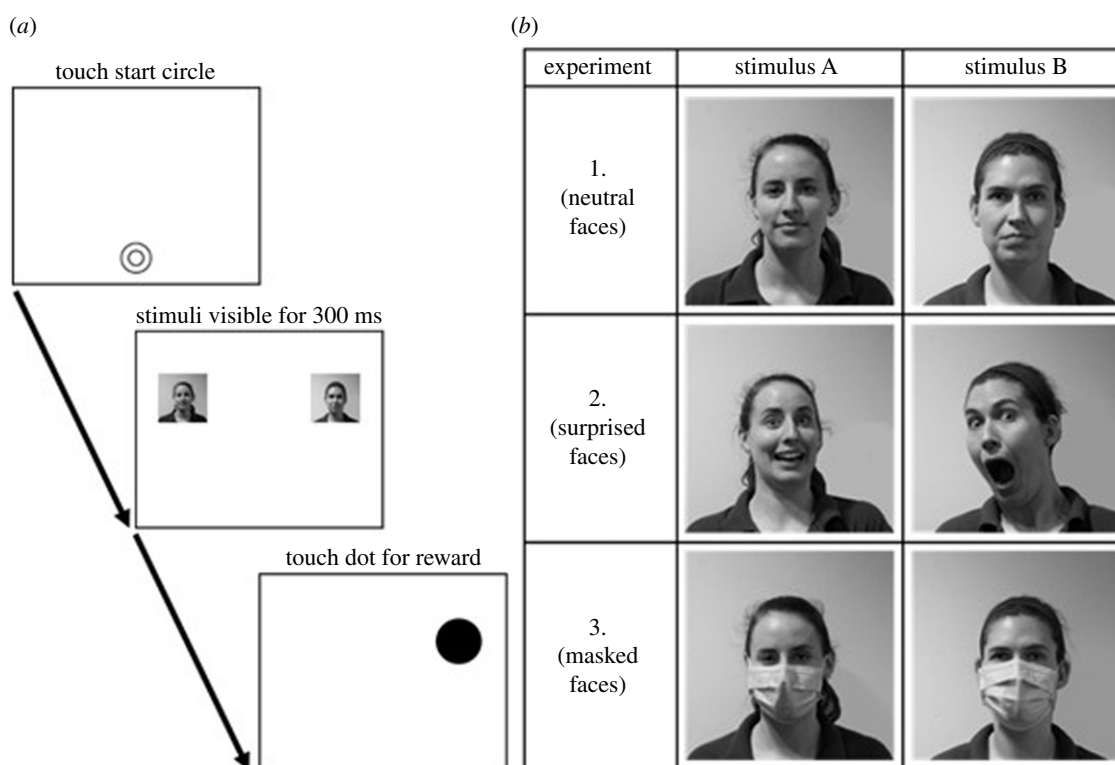 (a)
touch start circle
stimuli visible for 300 ms
touch dot for reward
(b)
experiment
stimulus A
stimulus B
1.
(neutral
faces)
2.
(surprised
faces)
3.
(masked
faces)